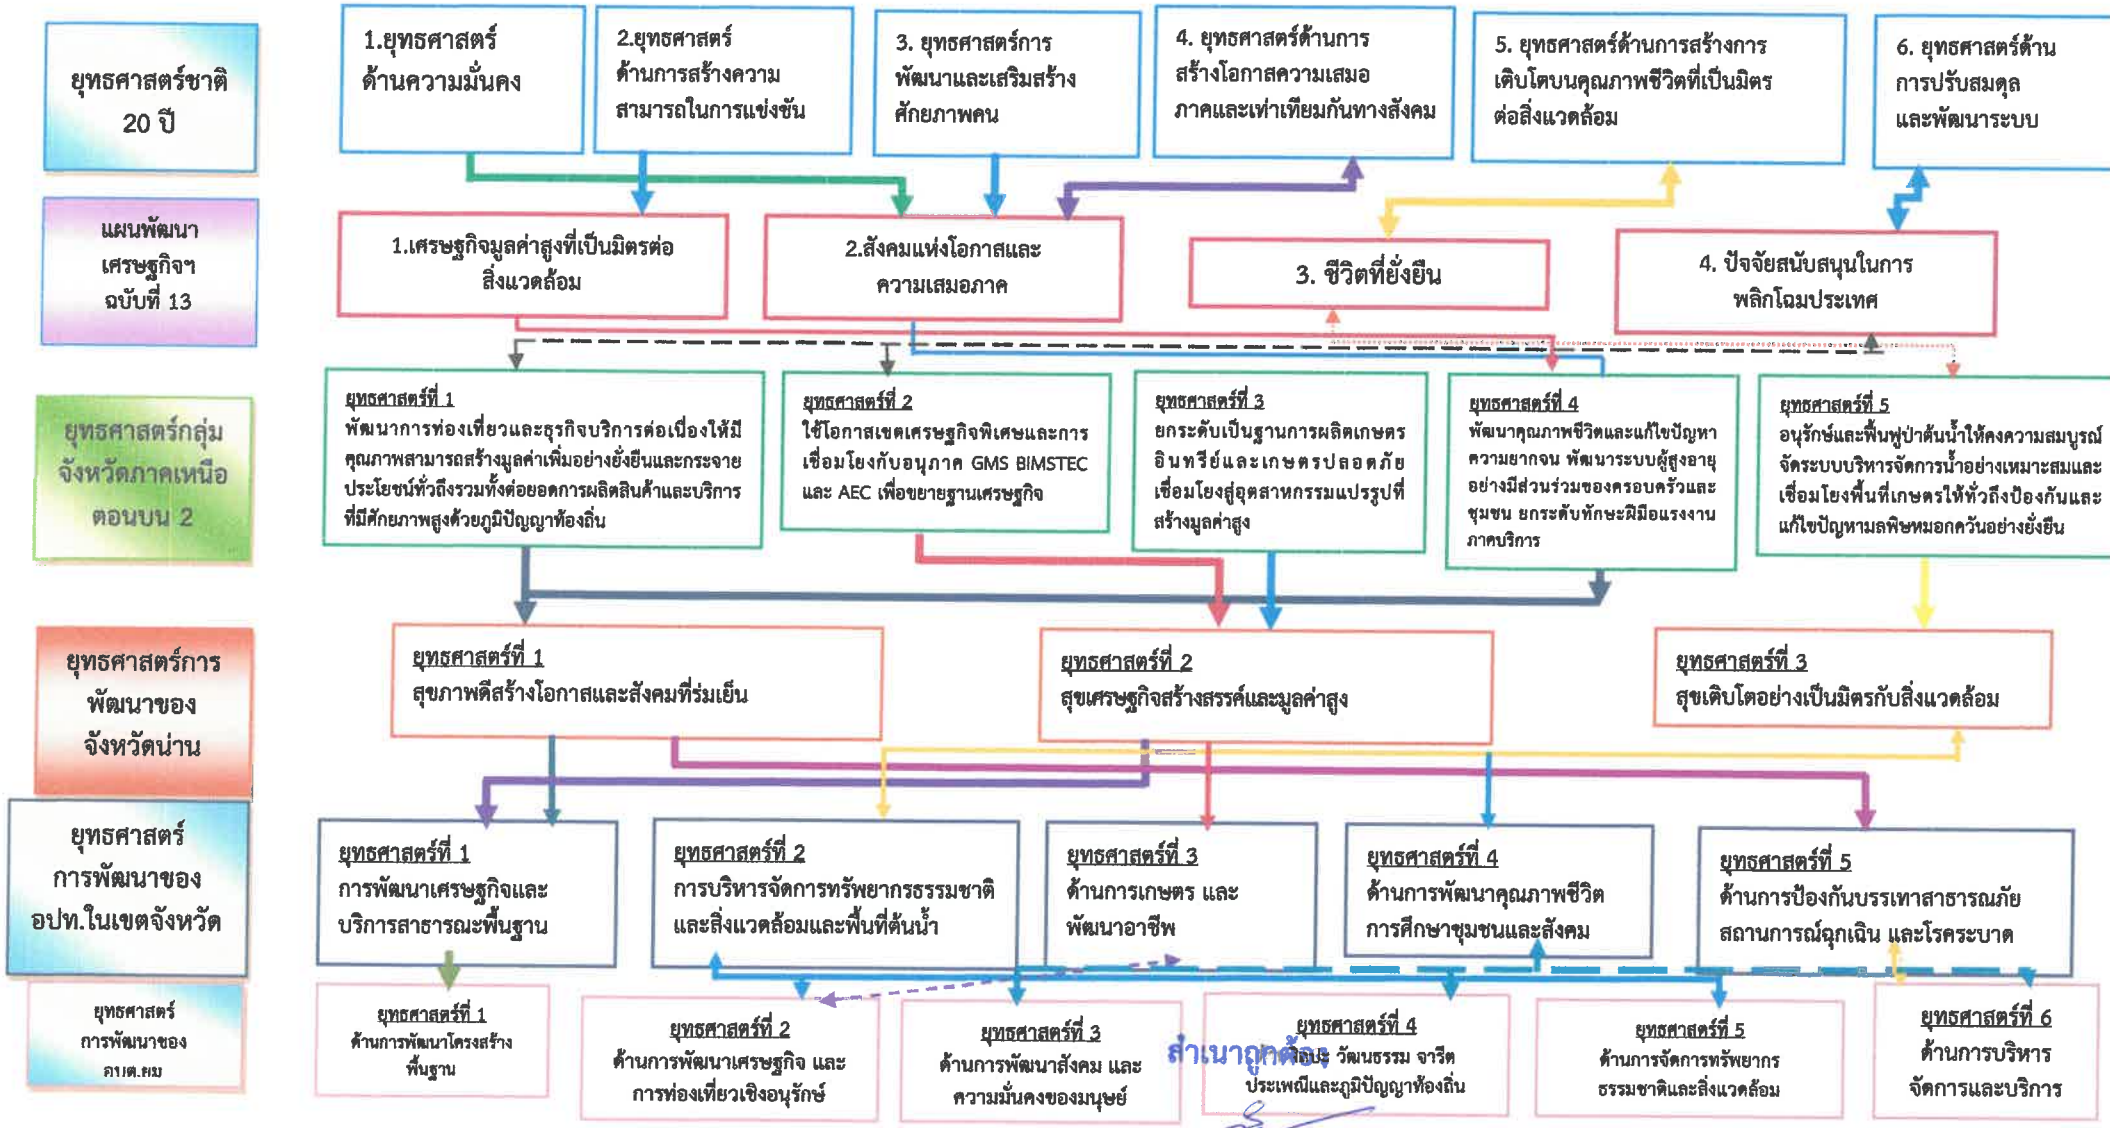 ยุทธศาสตร์ชาติ
20 ปี
1.ยุทธศาสตร์
ด้านความมั่นคง
2.ยุทธศาสตร์
ด้านการสร้างความ
สามารถในการแข่งขัน
3. ยุทธศาสตร์การ
พัฒนาและเสริมสร้าง
ศักยภาพคน
4. ยุทธศาสตร์ด้านการ
สร้างโอกาสความเสมอ
ภาคและเท่าเทียมกันทางสังคม
5. ยุทธศาสตร์ด้านการสร้างการ
เติบโตบนคุณภาพชีวิตที่เป็นมิตร
ต่อสิ่งแวดล้อม
6. ยุทธศาสตร์ด้าน
การปรับสมดุล
และพัฒนาระบบ
แผนพัฒนา
เศรษฐกิจฯ
ฉบับที่ 13
1.เศรษฐกิจมูลค่าสูงที่เป็นมิตรต่อ
สิ่งแวดล้อม
2.สังคมแห่งโอกาสและ
ความเสมอภาค
3. ชีวิตที่ยั่งยืน
4. ปัจจัยสนับสนุนในการ
พลิกโฉมประเทศ
ยุทธศาสตร์กลุ่ม
จังหวัดภาคเหนือ
ตอนบน 2
ยุทธศาสตร์ที่ 1
พัฒนาการท่องเที่ยวและธุรกิจบริการต่อเนื่องให้มี
คุณภาพสามารถสร้างมูลค่าเพิ่มอย่างยั่งยืนและกระจาย
ประโยชน์ทั่วถึงรวมทั้งต่อยอดการผลิตสินค้าและบริการ
ที่มีศักยภาพสูงด้วยภูมิปัญญาท้องถิ่น
ยุทธศาสตร์ที่ 2
ใช้โอกาสเขตเศรษฐกิจพิเศษและการ
เชื่อมโยงกับอนุภาค GMS BIMSTEC
และ AEC เพื่อขยายฐานเศรษฐกิจ
ยุทธศาสตร์ที่ 3
ยกระดับเป็นฐานการผลิตเกษตร
อินทรีย์และเกษตรปลอดภัย
เชื่อมโยงสู่อุตสาหกรรมแปรรูปที่
สร้างมูลค่าสูง
ยุทธศาสตร์ที่ 4
พัฒนาคุณภาพชีวิตและแก้ไขปัญหา
ความยากจน พัฒนาระบบผู้สูงอายุ
อย่างมีส่วนร่วมของครอบครัวและ
ชุมชน ยกระดับทักษะฝีมือแรงงาน
ภาคบริการ
ยุทธศาสตร์ที่ 5
อนุรักษ์และฟื้นฟูป่าต้นน้ำให้คงความสมบูรณ์
จัดระบบบริหารจัดการน้ำอย่างเหมาะสมและ
เชื่อมโยงพื้นที่เกษตรให้ทั่วถึงป้องกันและ
แก้ไขปัญหามลพิษหมอกควันอย่างยั่งยืน
ยุทธศาสตร์การ
พัฒนาของ
จังหวัดน่าน
ยุทธศาสตร์ที่ 1
สุขภาพดีสร้างโอกาสและสังคมที่ร่มเย็น
ยุทธศาสตร์ที่ 2
สุขเศรษฐกิจสร้างสรรค์และมูลค่าสูง
ยุทธศาสตร์ที่ 3
สุขเติบโตอย่างเป็นมิตรกับสิ่งแวดล้อม
ยุทธศาสตร์
การพัฒนาของ
อปท.ในเขตจังหวัด
ยุทธศาสตร์ที่ 1
การพัฒนาเศรษฐกิจและ
บริการสาธารณะพื้นฐาน
ยุทธศาสตร์ที่ 2
การบริหารจัดการทรัพยากรธรรมชาติ
และสิ่งแวดล้อมและพื้นที่ต้นน้ำ
ยุทธศาสตร์ที่ 3
ด้านการเกษตร และ
พัฒนาอาชีพ
ยุทธศาสตร์ที่ 4
ด้านการพัฒนาคุณภาพชีวิต
การศึกษาชุมชนและสังคม
ยุทธศาสตร์ที่ 5
ด้านการป้องกันบรรเทาสาธารณภัย
สถานการณ์ฉุกเฉิน และโรคระบาด
ยุทธศาสตร์
การพัฒนาของ
อบต.ยม
ยุทธศาสตร์ที่ 1
ด้านการพัฒนาโครงสร้าง
พื้นฐาน
ยุทธศาสตร์ที่ 2
ด้านการพัฒนาเศรษฐกิจ และ
การท่องเที่ยวเชิงอนุรักษ์
ยุทธศาสตร์ที่ 3
ด้านการพัฒนาสังคม และ
ความมั่นคงของมนุษย์
สำเนาถูกต้อง
ยุทธศาสตร์ที่ 4
ศิลปะ วัฒนธรรม จารีต
ประเพณีและภูมิปัญญาท้องถิ่น
ยุทธศาสตร์ที่ 5
ด้านการจัดการทรัพยากร
ธรรมชาติและสิ่งแวดล้อม
ยุทธศาสตร์ที่ 6
ด้านการบริหาร
จัดการและบริการ